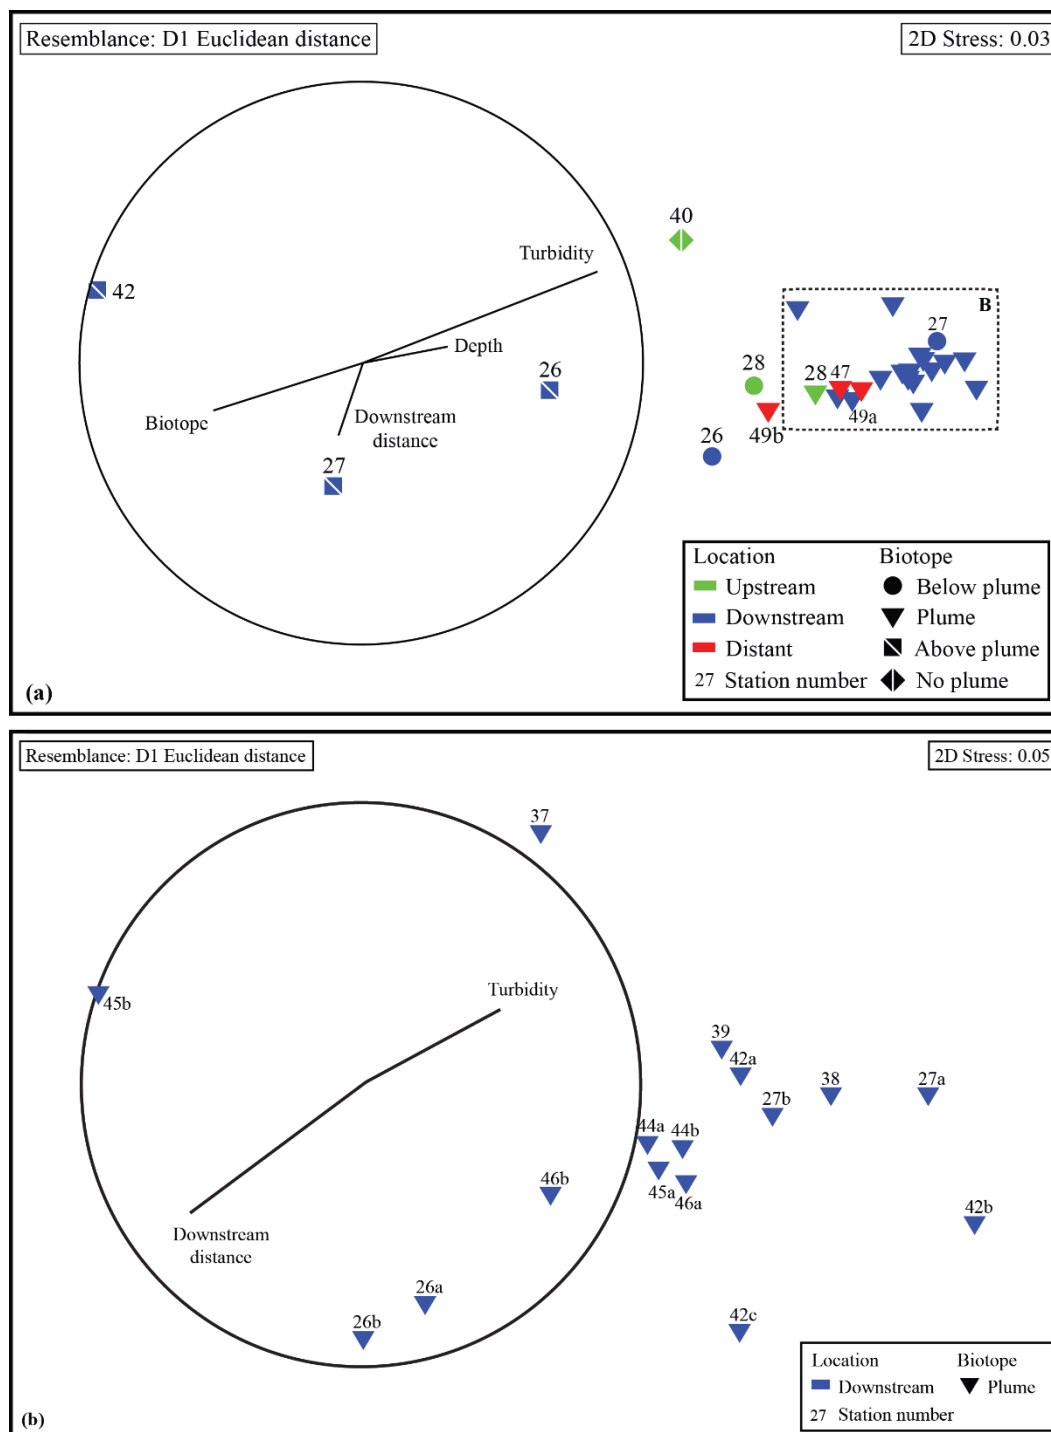 Resemblance: D1 Euclidean distance
2D Stress: 0.03
40
Turbidity
42
B
27
Depth
26
28
28 47
Biotope
Downstream
distance
49a
49b
26
27
Location
Biotope
Upstream
Below plume
Downstream
Plume
Distant
Above plume
27 Station number
No plume
(a)
Resemblance: D1 Euclidean distance
2D Stress: 0.05
37
45b
Turbidity
39
42a
38
27a
27b
44a
44b
46b
45a
46a
42b
Downstream
distance
26a
26b
42c
Location
Biotope
Downstream
Plume
27 Station number
(b)